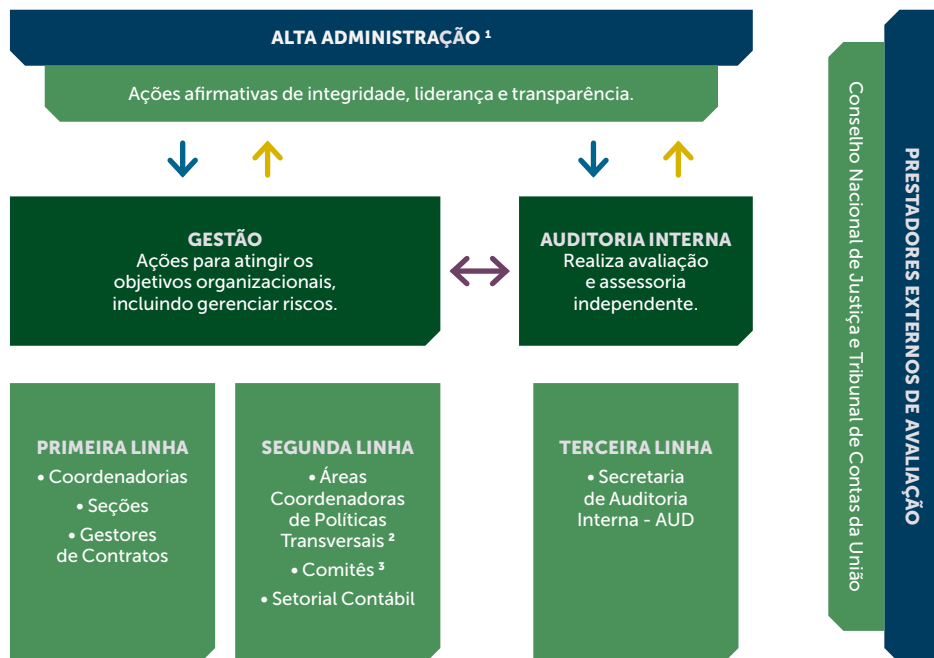 ALTA ADMINISTRAÇÃO ¹
Ações afirmativas de integridade, liderança e transparência.
GESTÃO
Ações para atingir os
objetivos organizacionais,
incluindo gerenciar riscos.
AUDITORIA INTERNA
Realiza avaliação
e assessoria
independente.
PRIMEIRA LINHA
• Coordenadorias
• Seções
• Gestores
de Contratos
SEGUNDA LINHA
• Áreas
Coordenadoras
de Políticas
Transversais ²
• Comitês ³
• Setorial Contábil
TERCEIRA LINHA
• Secretaria
de Auditoria
Interna - AUD
Conselho Nacional de Justiça e Tribunal de Contas da União
PRESTADORES EXTERNOS DE AVALIAÇÃO